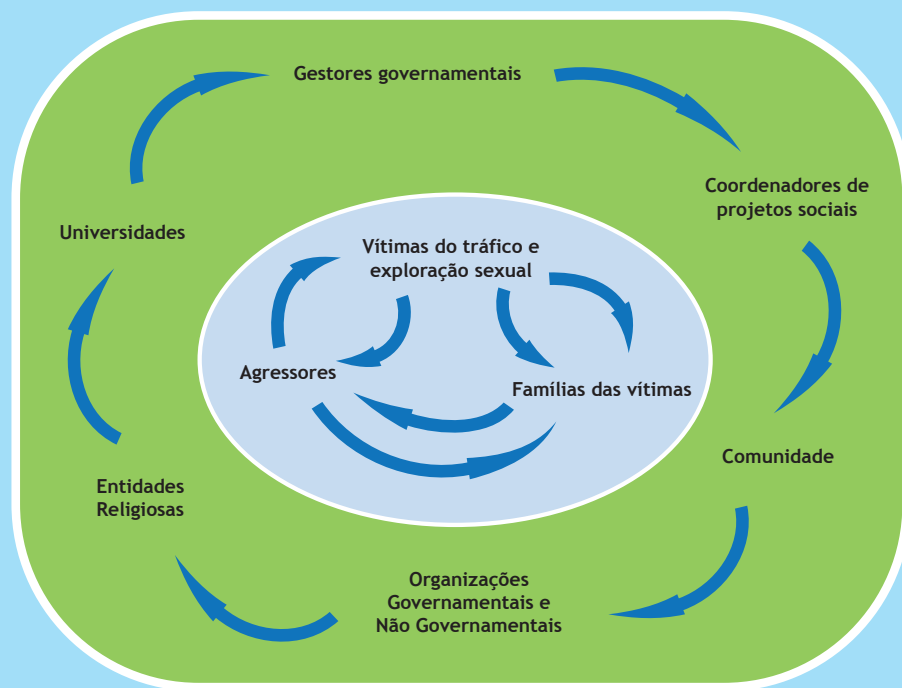 Gestores governamentais
Coordenadores de
projetos sociais
Universidades
Vítimas do tráfico e
exploração sexual
Agressores
Famílias das vítimas
Comunidade
Entidades
Religiosas
Organizações
Governamentais e
Não Governamentais